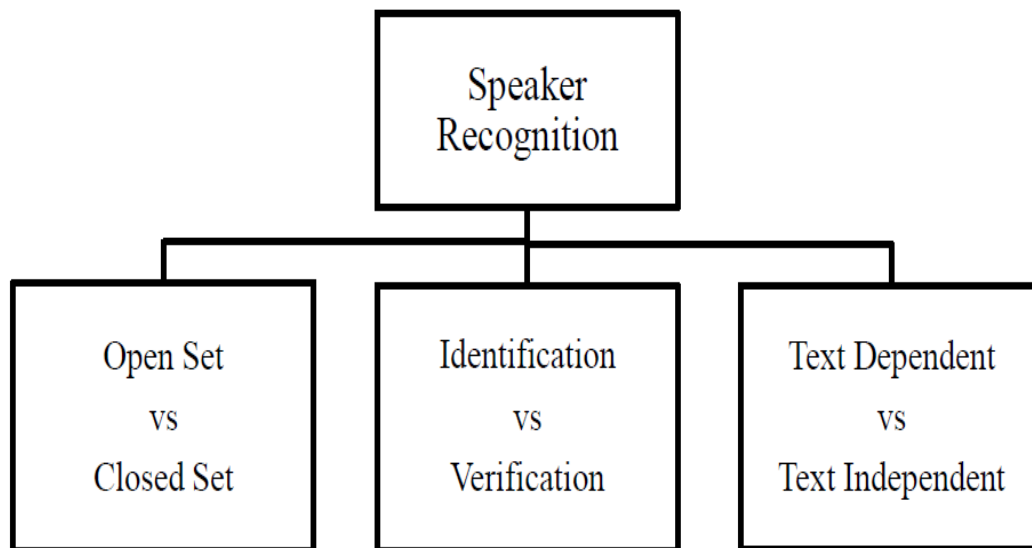 Speaker
Recognition
Open Set
vs
Closed Set
Identification
vs
Verification
Text Dependent
vs
Text Independent